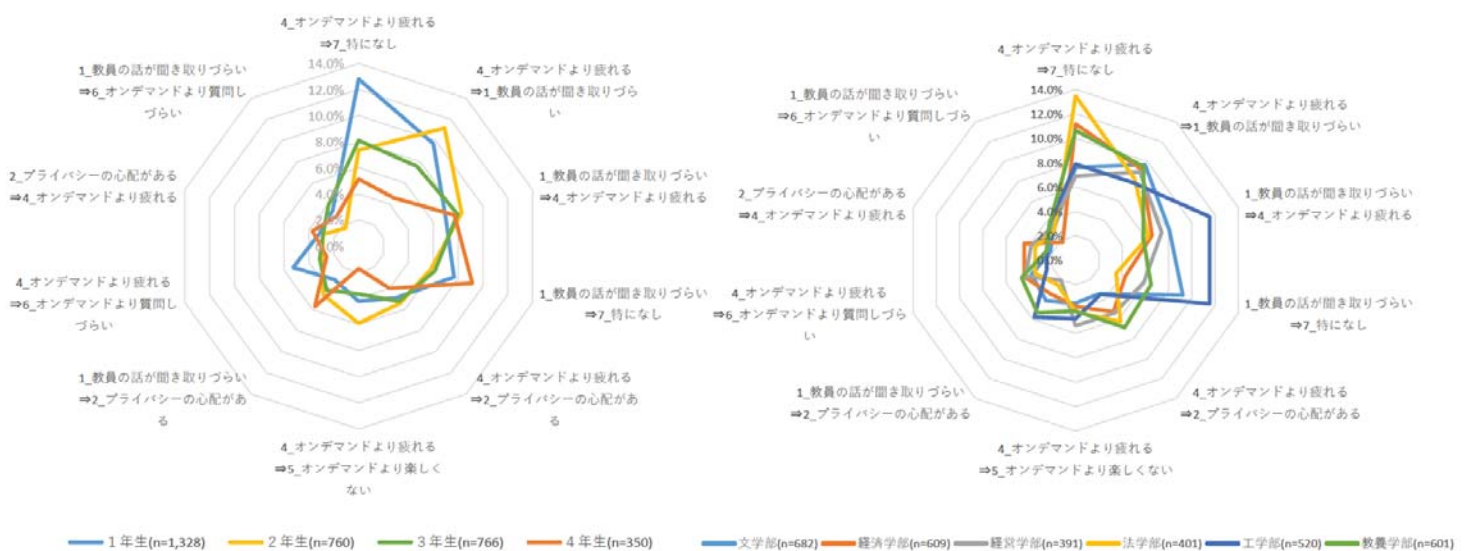 4_オンデマンドより疲れる
⇒7_特になし
4_オンデマンドより疲れる
⇒1_教員の話が聞き取りづら
い
1_教員の話が聞き取りづらい
⇒4_オンデマンドより疲れる
1_教員の話が聞き取りづらい
⇒7_特になし
4_オンデマンドより疲れる
⇒2_プライバシーの心配があ
る
4_オンデマンドより疲れる
⇒5_オンデマンドより楽しく
ない
1_教員の話が聞き取りづらい
⇒2_プライバシーの心配があ
る
4_オンデマンドより疲れる
⇒6_オンデマンドより質問し
づらい
2_プライバシーの心配がある
⇒4_オンデマンドより疲れる
1_教員の話が聞き取りづらい
⇒6_オンデマンドより質問し
づらい
14.0%
12.0%
10.0%
8.0%
6.0%
4.0%
2.0%
0.0%
1年生(n=1,328)
2年生(n=760)
3年生(n=766)
4年生(n=350)
4_オンデマンドより疲れる
⇒7_特になし
4_オンデマンドより疲れる
⇒1_教員の話が聞き取りづらい
1_教員の話が聞き取りづらい
⇒4_オンデマンドより疲れる
1_教員の話が聞き取りづらい
⇒7_特になし
4_オンデマンドより疲れる
⇒2_プライバシーの心配がある
4_オンデマンドより疲れる
⇒5_オンデマンドより楽しくない
1_教員の話が聞き取りづらい
⇒2_プライバシーの心配がある
4_オンデマンドより疲れる
⇒6_オンデマンドより質問しづらい
2_プライバシーの心配がある
⇒4_オンデマンドより疲れる
1_教員の話が聞き取りづらい
⇒6_オンデマンドより質問しづら
い
14.0%
12.0%
10.0%
8.0%
6.0%
4.0%
2.0%
0.0%
文学部(n=682)
経済学部(n=609)
経営学部(n=391)
法学部(n=401)
工学部(n=520)
教養学部(n=601)